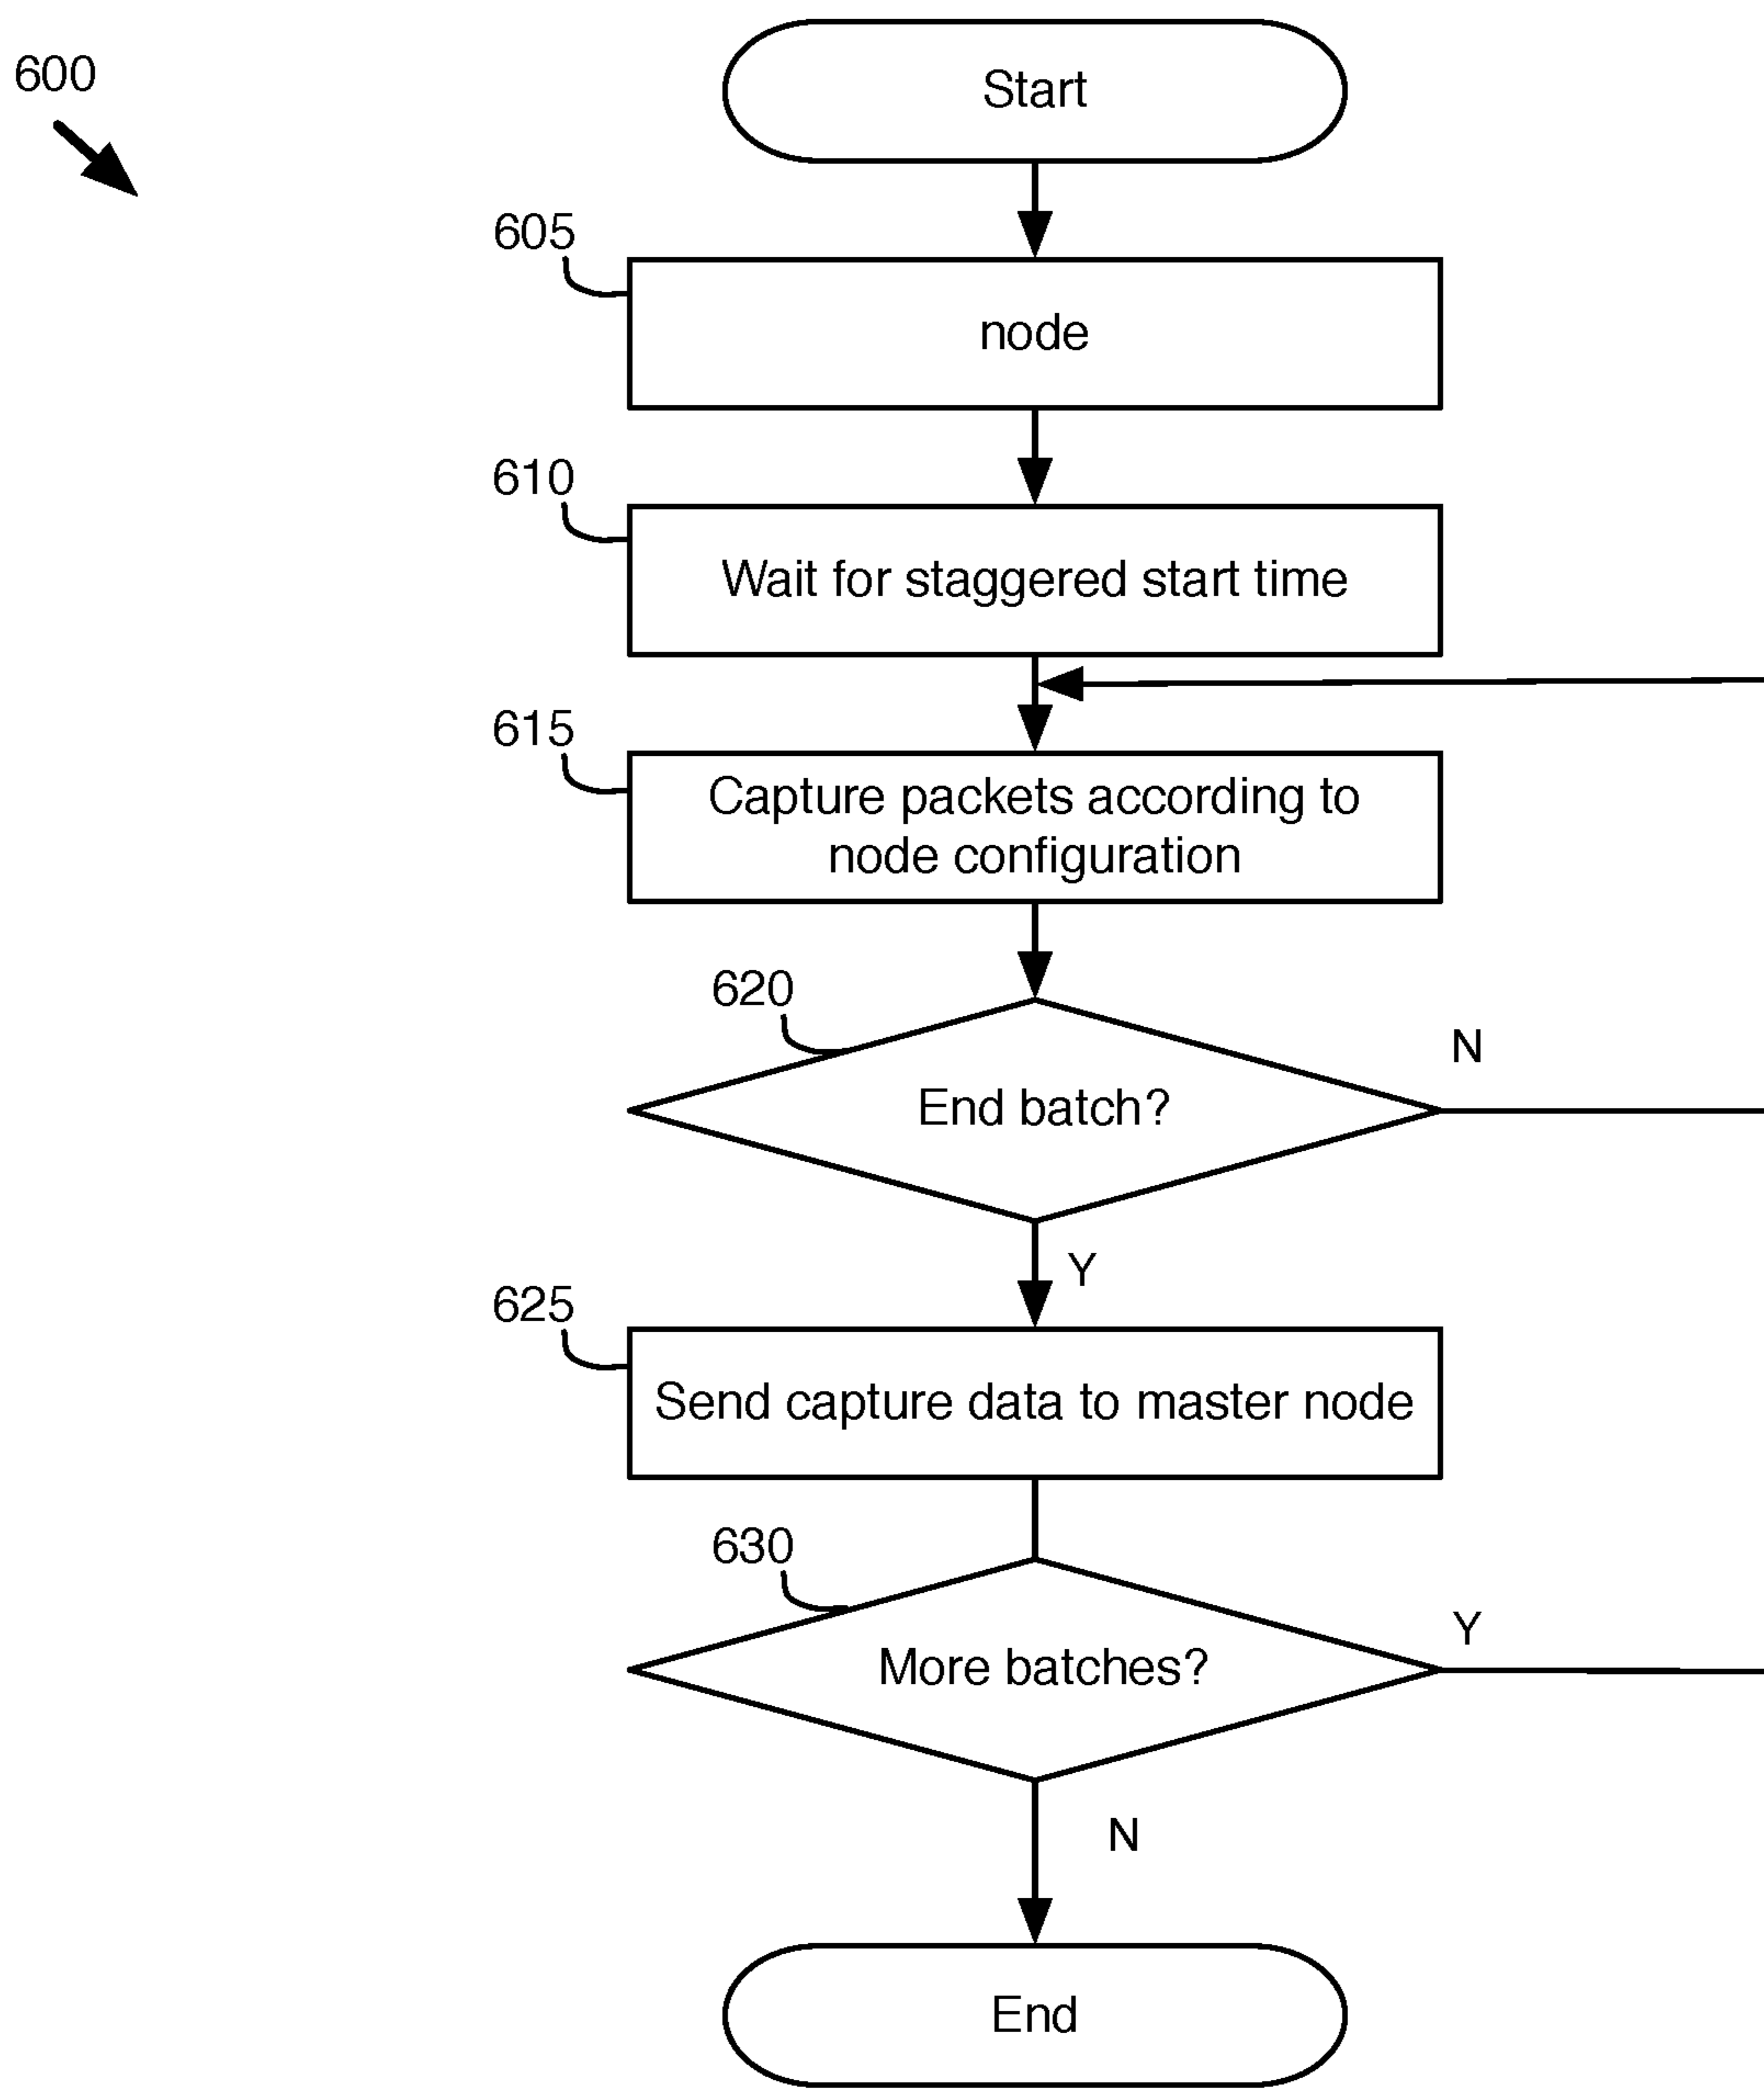 600
Start
605
node
610
Wait for staggered start time
615
Capture packets according to
node configuration
620
N
End batch?
Y
625
Send capture data to master node
630
Y
More batches?
N
End